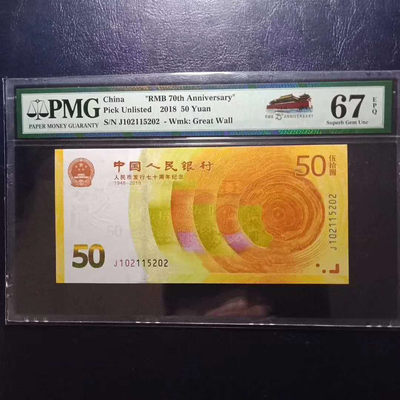 PMG
PAPER MONEY GUARANTY
China "RMB 70th Anniversary"
Pick Unlisted 2018 50 Yuan
S/N J102115202 - Wmk: Great Wall
67
EPQ
Superb Gem Unc
中国人民银行
人民币发行七十周年纪念
1948-2018
50
伍拾圆
J102115202
50
J102115202